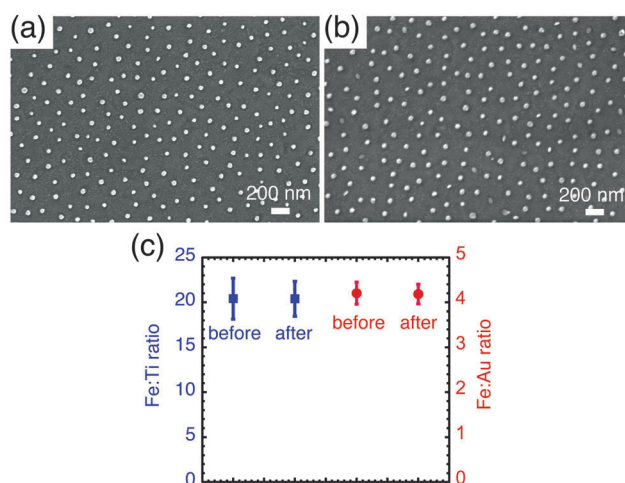 (a)
200 nm
(b)
200 nm
(c)
Fe:Ti ratio
25
20
15
10
5
0
before
after
before
after
5
4
3
2
1
0
Fe:Au ratio